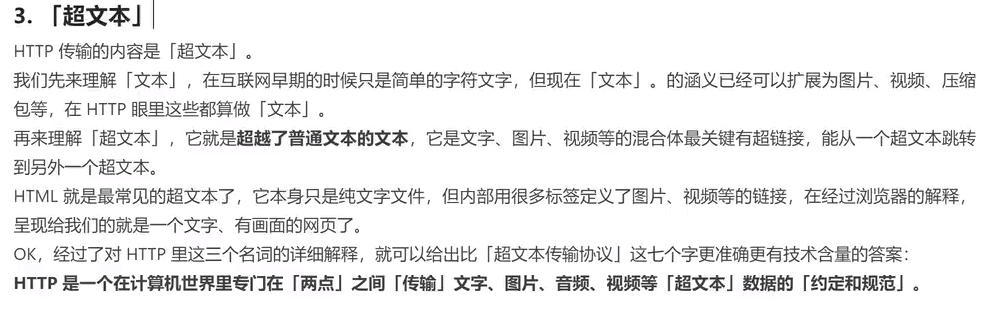 3. 「超文本」
HTTP 传输的内容是「超文本」。
我们先来理解「文本」，在互联网早期的时候只是简单的字符文字，但现在「文本」。的涵义已经可以扩展为图片、视频、压缩
包等，在 HTTP 眼里这些都算做「文本」。
再来理解「超文本」，它就是超越了普通文本的文本，它是文字、图片、视频等的混合体最关键有超链接，能从一个超文本跳转
到另外一个超文本。
HTML 就是最常见的超文本了，它本身只是纯文字文件，但内部用很多标签定义了图片、视频等的链接，在经过浏览器的解释，
呈现给我们的就是一个文字、有画面的网页了。
OK，经过了对 HTTP 里这三个名词的详细解释，就可以给出比「超文本传输协议」这七个字更准确更有技术含量的答案：
HTTP 是一个在计算机世界里专门在「两点」之间「传输」文字、图片、音频、视频等「超文本」数据的「约定和规范」。